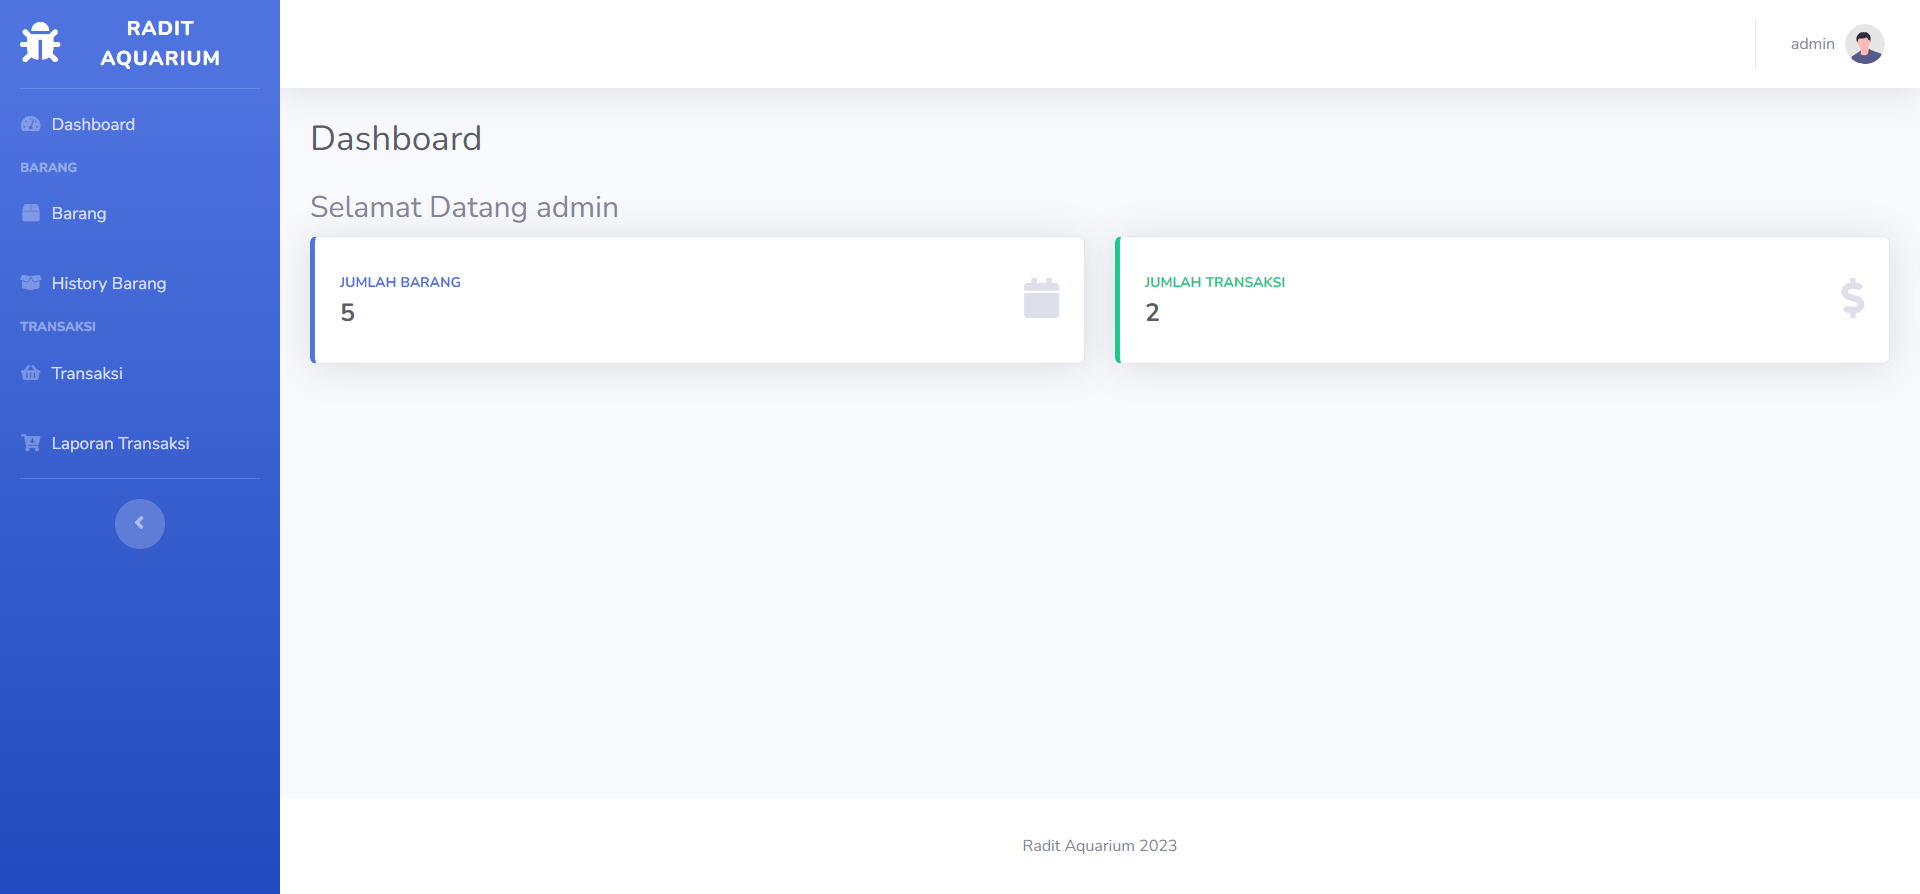 RADIT
AQUARIUM
Dashboard
BARANG
Barang
History Barang
TRANSAKSI
Transaksi
Laporan Transaksi
admin
Dashboard
Selamat Datang admin
JUMLAH BARANG
5
JUMLAH TRANSAKSI
2
Radit Aquarium 2023